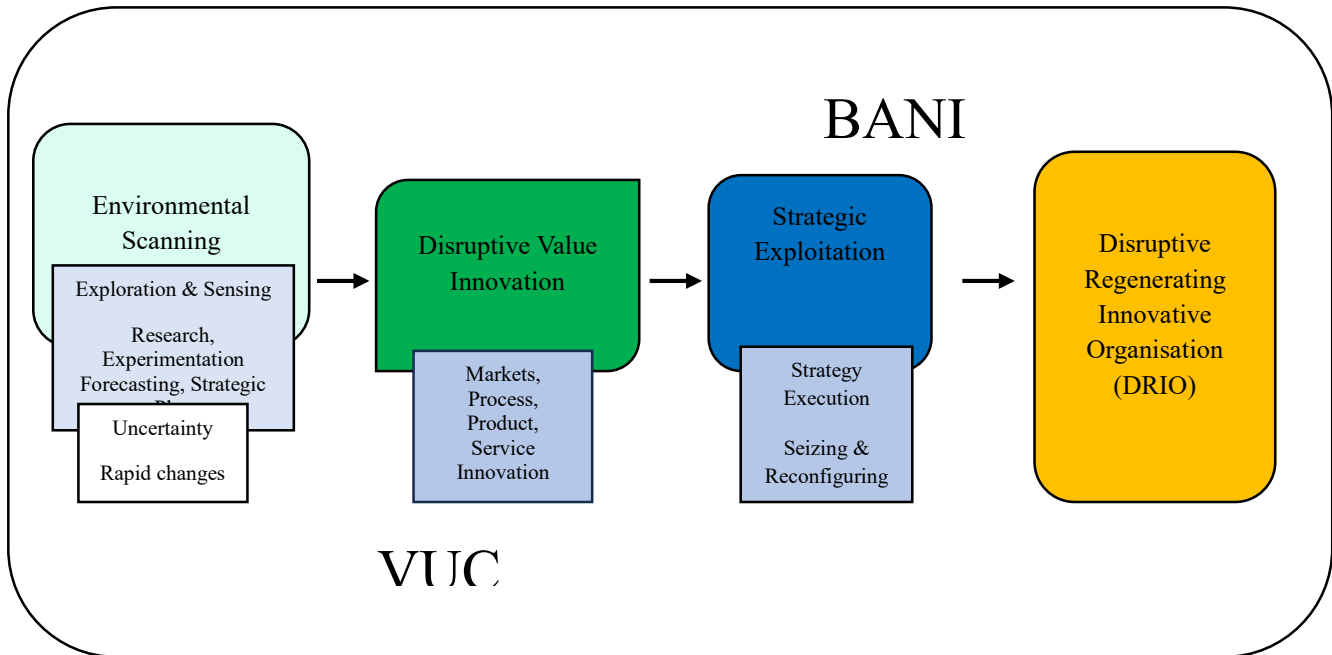 BANI
Environmental
Scanning
Exploration & Sensing
Research,
Experimentation
Forecasting, Strategic
Uncertainty
Rapid changes
Disruptive Value
Innovation
Markets,
Process,
Product,
Service
Innovation
Strategic
Exploitation
Strategy
Execution
Seizing &
Reconfiguring
Disruptive
Regenerating
Innovative
Organisation
(DRIO)
VUC